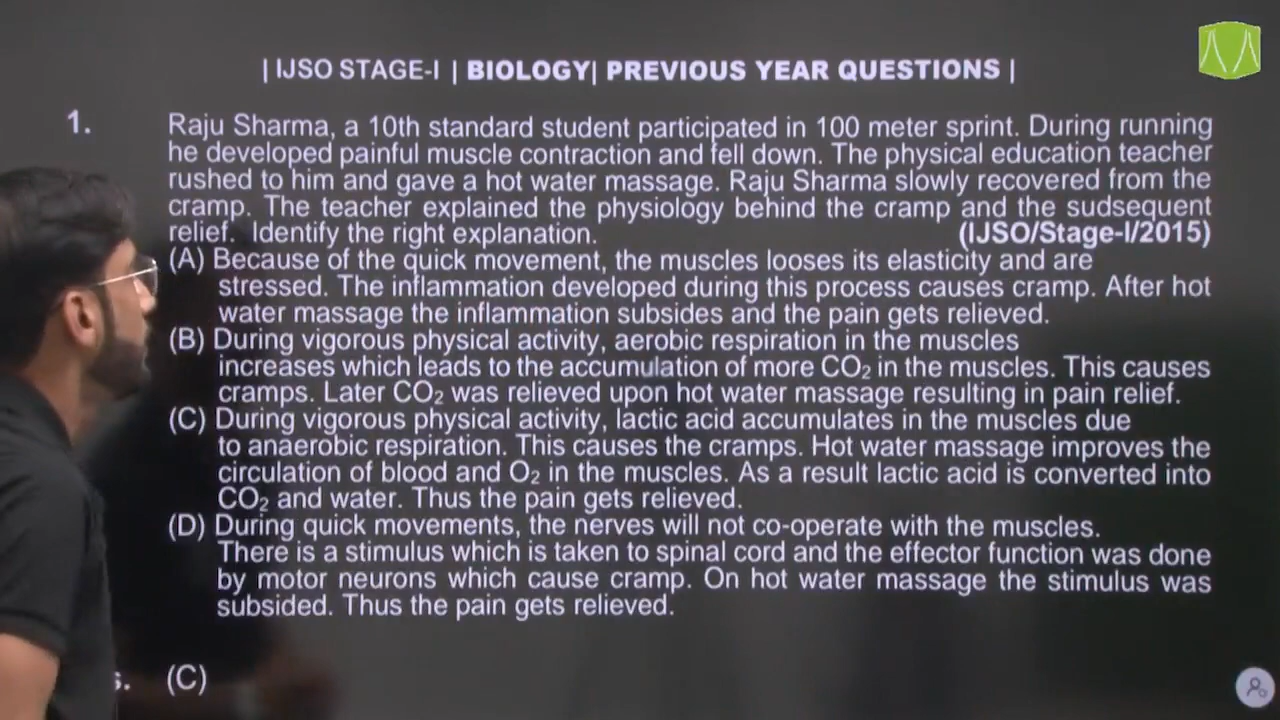 | IJSO STAGE-I | BIOLOGY| PREVIOUS YEAR QUESTIONS |
1. Raju Sharma, a 10th standard student participated in 100 meter sprint. During running
he developed painful muscle contraction and fell down. The physical education teacher
rushed to him and gave a hot water massage. Raju Sharma slowly recovered from the
cramp. The teacher explained the physiology behind the cramp and the sudsequent
relief. Identify the right explanation. (IJSO/Stage-I/2015)
(A) Because of the quick movement, the muscles looses its elasticity and are
stressed. The inflammation developed during this process causes cramp. After hot
water massage the inflammation subsides and the pain gets relieved.
(B) During vigorous physical activity, aerobic respiration in the muscles
increases which leads to the accumulation of more CO₂ in the muscles. This causes
cramps. Later CO₂ was relieved upon hot water massage resulting in pain relief.
(C) During vigorous physical activity, lactic acid accumulates in the muscles due
to anaerobic respiration. This causes the cramps. Hot water massage improves the
circulation of blood and O₂ in the muscles. As a result lactic acid is converted into
CO₂ and water. Thus the pain gets relieved.
(D) During quick movements, the nerves will not co-operate with the muscles.
There is a stimulus which is taken to spinal cord and the effector function was done
by motor neurons which cause cramp. On hot water massage the stimulus was
subsided. Thus the pain gets relieved.
s. (C)